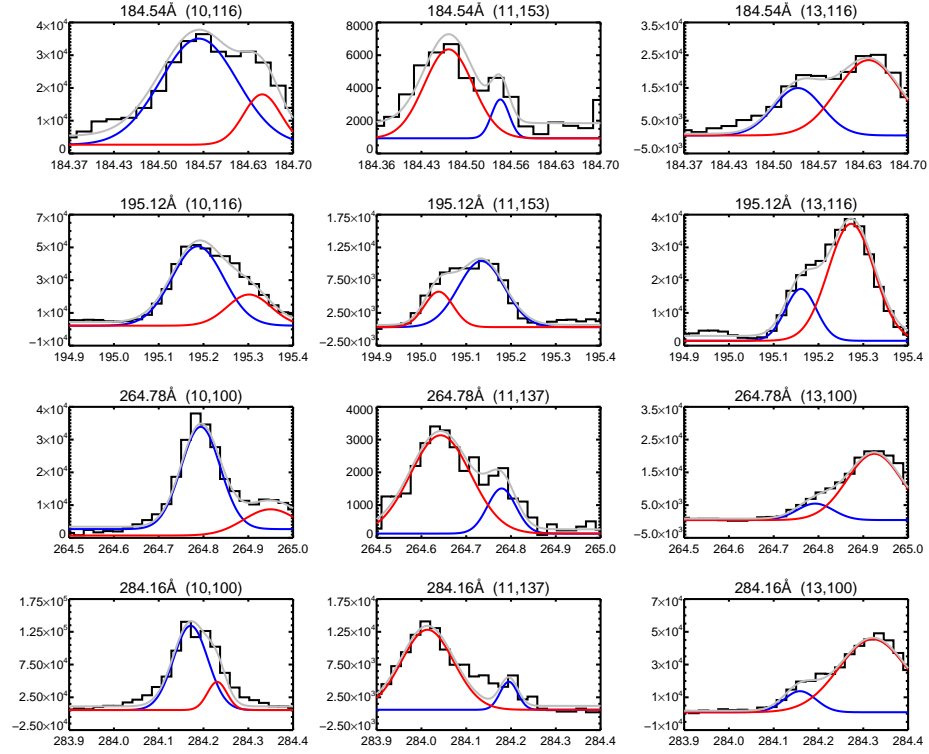 184.54Å (10,116)
4×10⁴
3×10⁴
2×10⁴
1×10⁴
0
184.37 184.43 184.50 184.57 184.63 184.70
184.54Å (11,153)
8000
6000
4000
2000
0
184.36 184.43 184.50 184.56 184.63 184.70
184.54Å (13,116)
3.5×10⁴
2.5×10⁴
1.5×10⁴
5.0×10³
−5.0×10³
184.37 184.43 184.50 184.57 184.63 184.70
195.12Å (10,116)
7×10⁴
5×10⁴
3×10⁴
1×10⁴
−1×10⁴
194.9 195.0 195.1 195.2 195.3 195.4
195.12Å (11,153)
1.75×10⁴
1.25×10⁴
7.50×10³
2.50×10³
−2.50×10³
194.9 195.0 195.1 195.2 195.3 195.4
195.12Å (13,116)
4×10⁴
3×10⁴
2×10⁴
1×10⁴
0
194.9 195.0 195.1 195.2 195.3 195.4
264.78Å (10,100)
4×10⁴
3×10⁴
2×10⁴
1×10⁴
0
264.5 264.6 264.7 264.8 264.9 265.0
264.78Å (11,137)
4000
3000
2000
1000
0
264.5 264.6 264.7 264.8 264.9 265.0
264.78Å (13,100)
3.5×10⁴
2.5×10⁴
1.5×10⁴
5.0×10³
−5.0×10³
264.5 264.6 264.7 264.8 264.9 265.0
284.16Å (10,100)
1.75×10⁵
1.25×10⁵
7.50×10⁴
2.50×10⁴
−2.50×10⁴
283.9 284.0 284.1 284.2 284.3 284.4
284.16Å (11,137)
1.75×10⁴
1.25×10⁴
7.50×10³
2.50×10³
−2.50×10³
283.9 284.0 284.1 284.2 284.3 284.4
284.16Å (13,100)
7×10⁴
5×10⁴
3×10⁴
1×10⁴
−1×10⁴
283.9 284.0 284.1 284.2 284.3 284.4